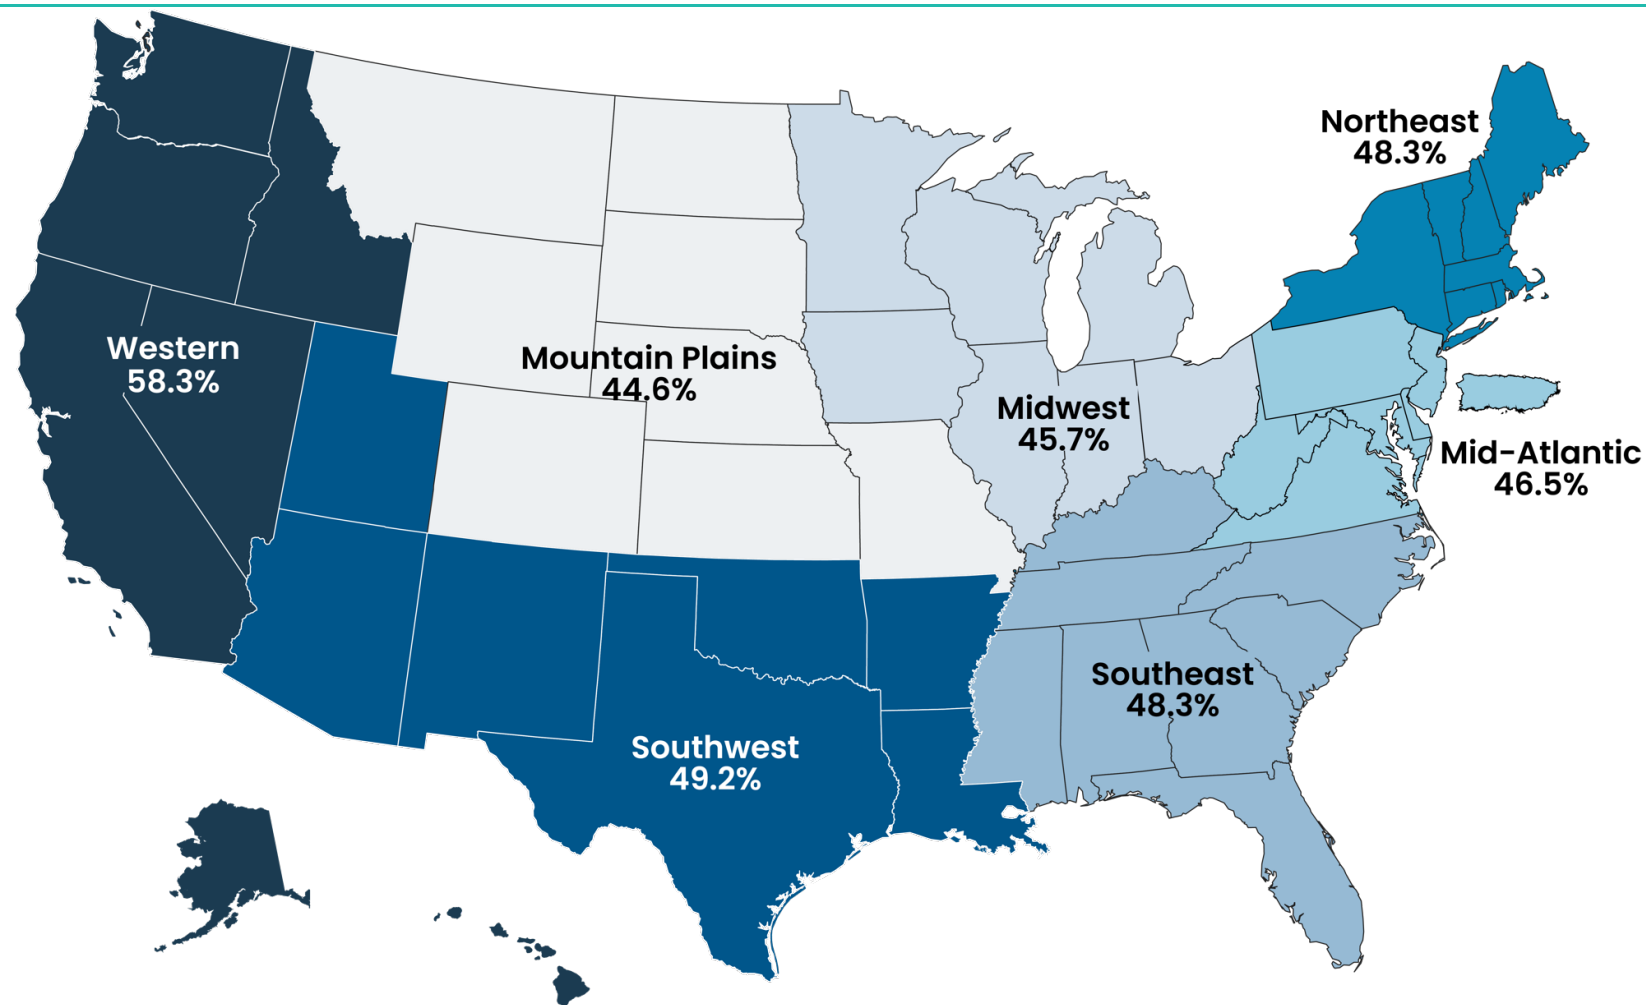 Northeast
48.3%
Western
58.3%
Mountain Plains
44.6%
Midwest
45.7%
Mid-Atlantic
46.5%
Southeast
48.3%
Southwest
49.2%